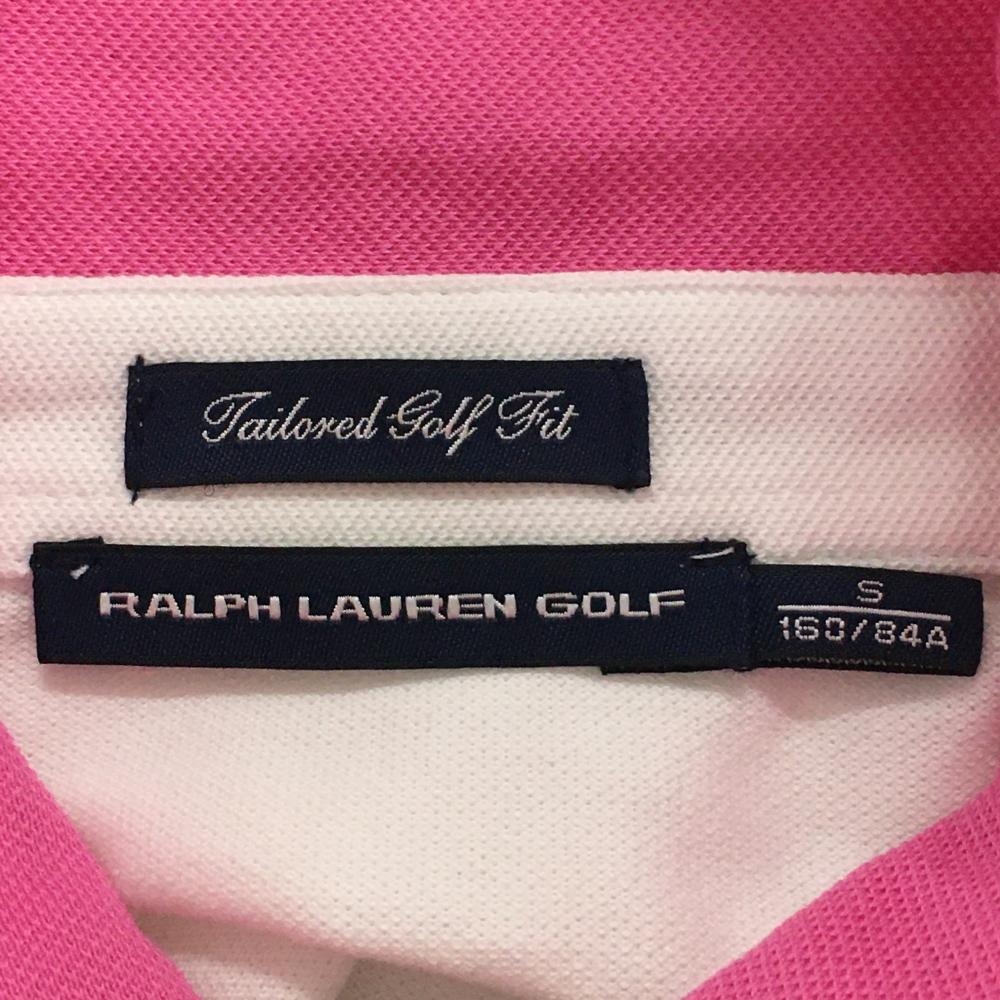 Tailored Golf Fit
RALPH LAUREN GOLF
S
160/84A